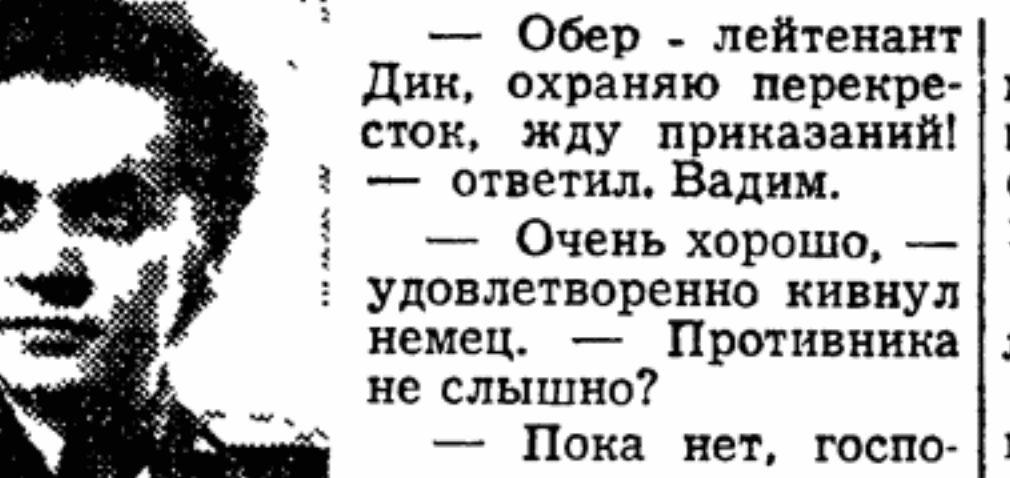 — Обер - лейтенант
Дик, охраняю перекре-
сток, жду приказаний!
— ответил. Вадим.
— Очень хорошо, —
удовлетворенно кивнул
немец. — Противника
не слышно?
— Пока нет, госпо-